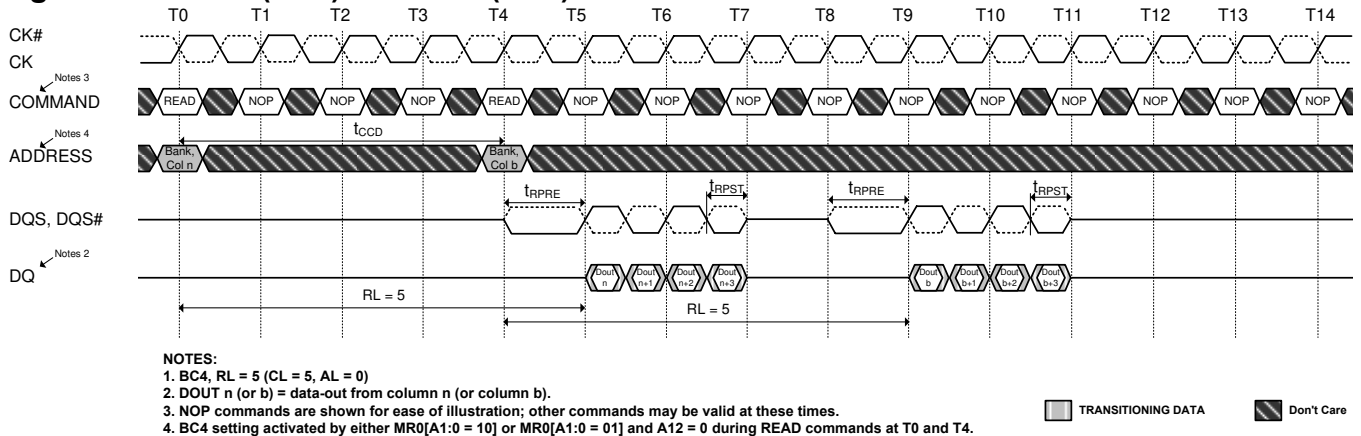 T0 T1 T2 T3 T4 T5 T6 T7 T8 T9 T10 T11 T12 T13 T14
CK#
CK
Notes 3
COMMAND READ NOP NOP NOP READ NOP NOP NOP NOP NOP NOP NOP NOP NOP NOP
tCCD
Notes 4
ADDRESS
Bank, Col n
Bank, Col b
tRPRE tRPST tRPRE tRPST
DQS, DQS#
Notes 2
DQ
Dout n
Dout n+1
Dout n+2
Dout n+3
Dout b
Dout b+1
Dout b+2
Dout b+3
RL = 5
RL = 5
NOTES:
1. BC4, RL = 5 (CL = 5, AL = 0)
2. DOUT n (or b) = data-out from column n (or column b).
3. NOP commands are shown for ease of illustration; other commands may be valid at these times.
4. BC4 setting activated by either MR0[A1:0 = 10] or MR0[A1:0 = 01] and A12 = 0 during READ commands at T0 and T4.
TRANSITIONING DATA
Don't Care